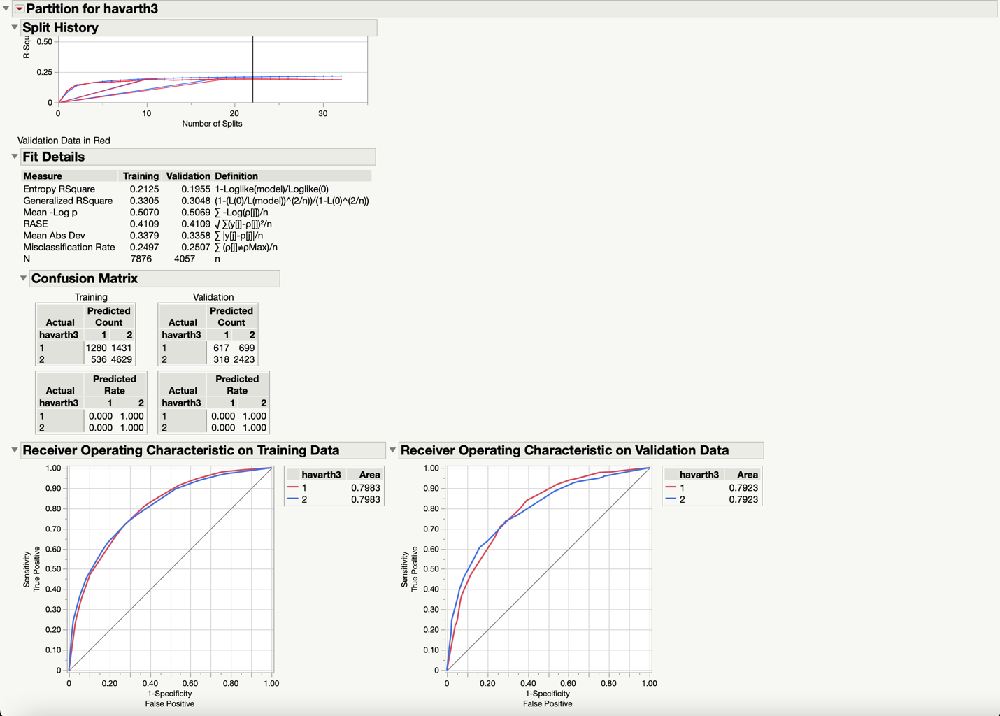 Partition for havarth3
Split History
R-Squ
0.50
0.25
0
0 10 20 30
Number of Splits
Validation Data in Red
Fit Details
Measure Training Validation Definition
Entropy RSquare 0.2125 0.1955 1-Loglike(model)/Loglike(0)
Generalized RSquare 0.3305 0.3048 (1-(L(0)/L(model))^(2/n))/(1-L(0)^(2/n))
Mean -Log p 0.5070 0.5069 ∑ -Log(ρ[j])/n
RASE 0.4109 0.4109 √ ∑(y[j]-ρ[j])²/n
Mean Abs Dev 0.3379 0.3358 ∑ |y[j]-ρ[j]|/n
Misclassification Rate 0.2497 0.2507 ∑ (ρ[j]≠ρMax)/n
N 7876 4057 n
Confusion Matrix
Training Validation
Predicted Predicted
Actual Count Actual Count
havarth3 1 2 havarth3 1 2
1 1280 1431 1 617 699
2 536 4629 2 318 2423
Predicted Predicted
Actual Rate Actual Rate
havarth3 1 2 havarth3 1 2
1 0.000 1.000 1 0.000 1.000
2 0.000 1.000 2 0.000 1.000
Receiver Operating Characteristic on Training Data
Sensitivity
True Positive
1.00
0.90
0.80
0.70
0.60
0.50
0.40
0.30
0.20
0.10
0
0 0.20 0.40 0.60 0.80 1.00
1-Specificity
False Positive
havarth3 Area
1 0.7983
2 0.7983
Receiver Operating Characteristic on Validation Data
Sensitivity
True Positive
1.00
0.90
0.80
0.70
0.60
0.50
0.40
0.30
0.20
0.10
0
0 0.20 0.40 0.60 0.80 1.00
1-Specificity
False Positive
havarth3 Area
1 0.7923
2 0.7923